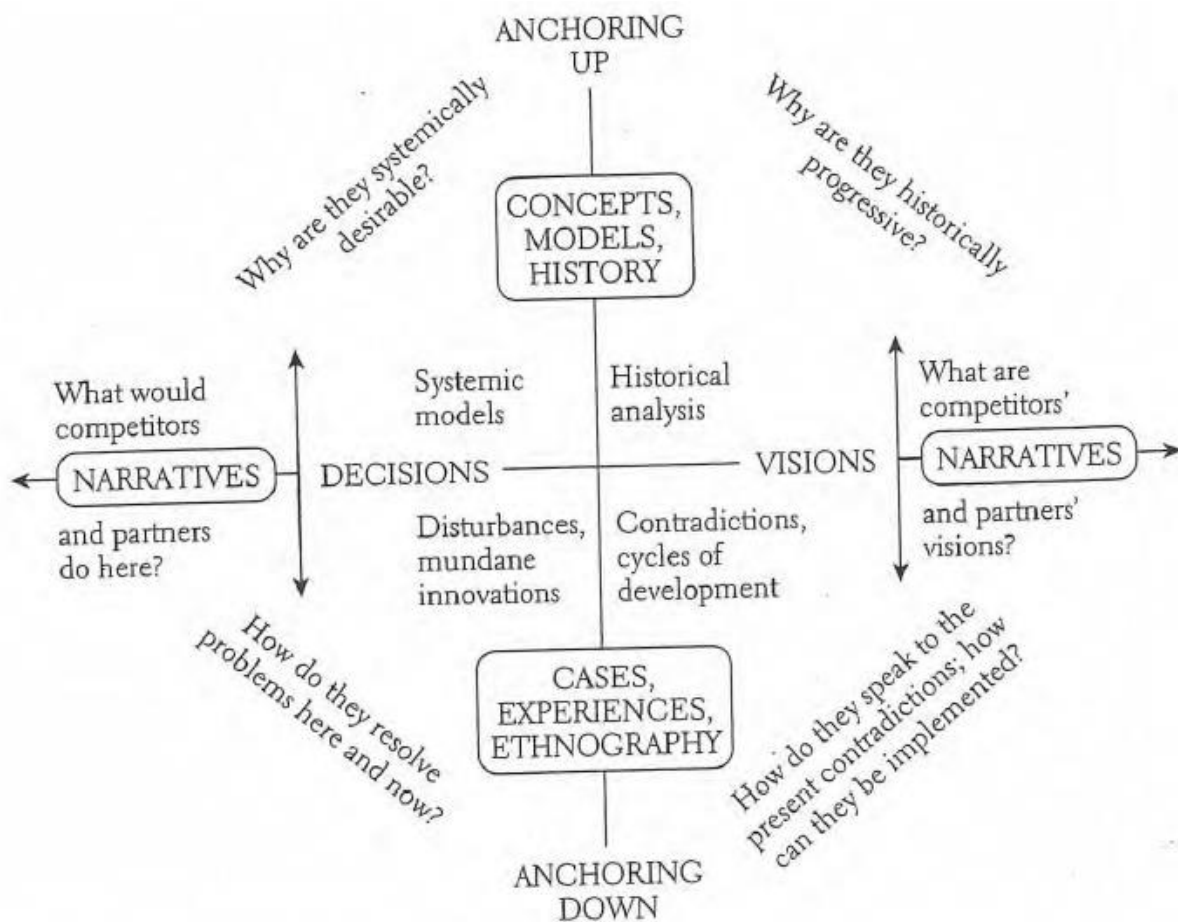 ANCHORING
UP
Why are they systemically
desirable?
Why are they historically
progressive?
CONCEPTS,
MODELS,
HISTORY
What would
competitors
NARRATIVES
and partners
do here?
Systemic
models
Historical
analysis
DECISIONS
VISIONS
Disturbances,
mundane
innovations
Contradictions,
cycles of
development
What are
competitors'
NARRATIVES
and partners'
visions?
How do they resolve
problems here and now?
CASES,
EXPERIENCES,
ETHNOGRAPHY
How do they speak to the
present contradictions; how
can they be implemented?
ANCHORING
DOWN